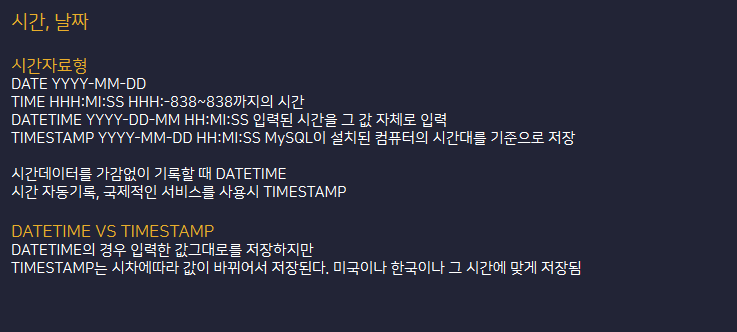 시간, 날짜
시간자료형
DATE YYYY-MM-DD
TIME HHH:MI:SS HHH:-838~838까지의 시간
DATETIME YYYY-DD-MM HH:MI:SS 입력된 시간을 그 값 자체로 입력
TIMESTAMP YYYY-MM-DD HH:MI:SS MySQL이 설치된 컴퓨터의 시간대를 기준으로 저장
시간데이터를 가감없이 기록할 때 DATETIME
시간 자동기록, 국제적인 서비스를 사용시 TIMESTAMP
DATETIME VS TIMESTAMP
DATETIME의 경우 입력한 값그대로를 저장하지만
TIMESTAMP는 시차에따라 값이 바뀌어서 저장된다. 미국이나 한국이나 그 시간에 맞게 저장됨